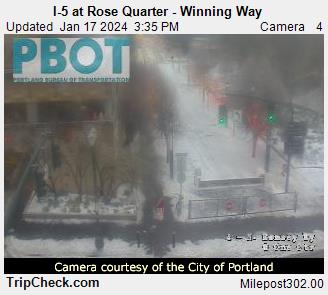 I-5 at Rose Quarter - Winning Way
Updated Jan 17 2024 3:35 PM Camera 4
PBOT
PORTLAND BUREAU OF TRANSPORTATION
Camera courtesy of the City of Portland
TripCheck.com Milepost302.00